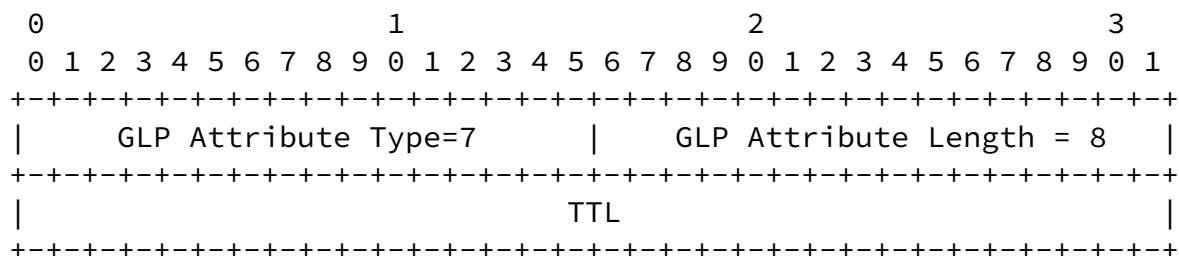 0                   1                   2                   3
 0 1 2 3 4 5 6 7 8 9 0 1 2 3 4 5 6 7 8 9 0 1 2 3 4 5 6 7 8 9 0 1
+-+-+-+-+-+-+-+-+-+-+-+-+-+-+-+-+-+-+-+-+-+-+-+-+-+-+-+-+-+-+-+-+
|     GLP Attribute Type=7      |    GLP Attribute Length = 8   |
+-+-+-+-+-+-+-+-+-+-+-+-+-+-+-+-+-+-+-+-+-+-+-+-+-+-+-+-+-+-+-+-+
|                              TTL                              |
+-+-+-+-+-+-+-+-+-+-+-+-+-+-+-+-+-+-+-+-+-+-+-+-+-+-+-+-+-+-+-+-+